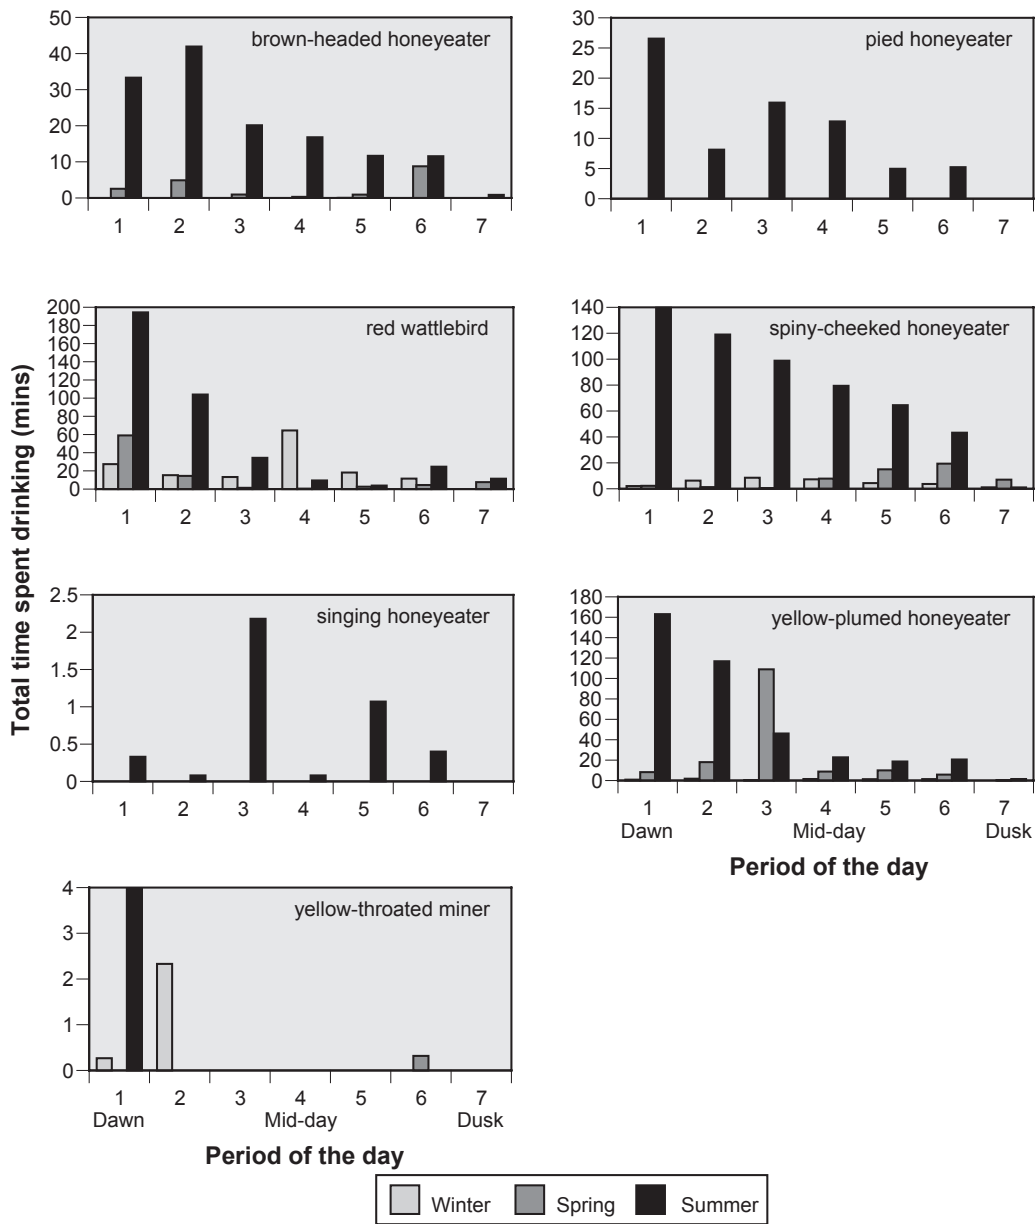 brown-headed honeyeater
50
40
30
20
10
0
1 2 3 4 5 6 7
pied honeyeater
30
25
20
15
10
5
0
1 2 3 4 5 6 7
Total time spent drinking (mins)
red wattlebird
200
180
160
140
120
100
80
60
40
20
0
1 2 3 4 5 6 7
spiny-cheeked honeyeater
140
120
100
80
60
40
20
0
1 2 3 4 5 6 7
singing honeyeater
2.5
2
1.5
1
0.5
0
1 2 3 4 5 6 7
yellow-plumed honeyeater
180
160
140
120
100
80
60
40
20
0
1 2 3 4 5 6 7
Dawn Mid-day Dusk
Period of the day
yellow-throated miner
4
3
2
1
0
1 2 3 4 5 6 7
Dawn Mid-day Dusk
Period of the day
Winter Spring Summer